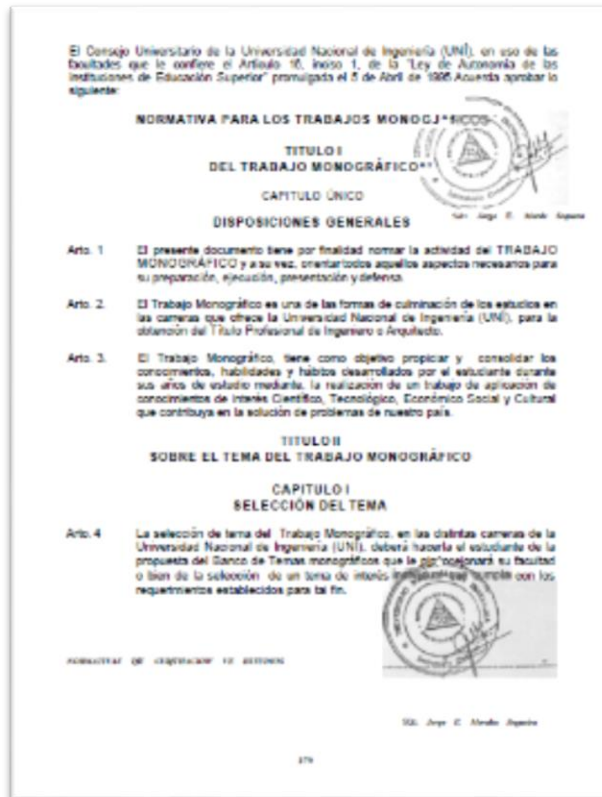 El Consejo Universitario de la Universidad Nacional de Ingeniería (UNI), en uso de las
facultades que le confiere el Artículo 16, inciso 1, de la "Ley de Autonomía de las
Instituciones de Educación Superior" promulgada el 5 de Abril de 1995 Acuerda aprobar lo
siguiente:
NORMATIVA PARA LOS TRABAJOS
TITULO I
DEL TRABAJO MONOGRÁFICO
CAPITULO ÚNICO
DISPOSICIONES GENERALES
Arto. 1 El presente documento tiene por finalidad normar la actividad del TRABAJO
MONOGRÁFICO y a su vez, orientar todos aquellos aspectos necesarios para
su preparación, ejecución, presentación y defensa.
Arto. 2. El Trabajo Monográfico es una de las formas de culminación de los estudios en
las carreras que ofrece la Universidad Nacional de Ingeniería (UNI), para la
obtención del Título Profesional de Ingeniero o Arquitecto.
Arto. 3. El Trabajo Monográfico, tiene como objetivo propiciar y consolidar los
conocimientos, habilidades y hábitos desarrollados por el estudiante durante
sus años de estudio mediante, la realización de un trabajo de aplicación de
conocimientos de Interés Científico, Tecnológico, Económico Social y Cultural
que contribuya en la solución de problemas de nuestro país.
TITULO II
SOBRE EL TEMA DEL TRABAJO MONOGRÁFICO
CAPITULO I
SELECCIÓN DEL TEMA
Arto. 4 La selección de tema del Trabajo Monográfico, en las distintas carreras de la
Universidad Nacional de Ingeniería (UNI), deberá hacerla el estudiante de la
propuesta del Banco de Temas monográficos que le su facultad
o bien de la selección de un tema de interés con los
requerimientos establecidos para tal fin.